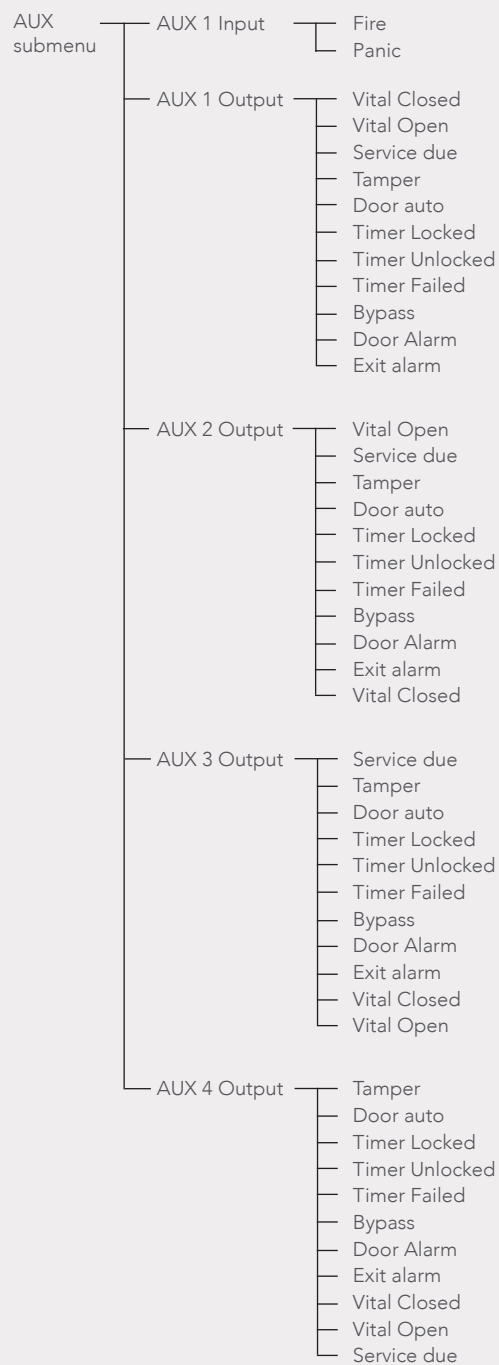 AUX
submenu
AUX 1 Input
Fire
Panic
AUX 1 Output
Vital Closed
Vital Open
Service due
Tamper
Door auto
Timer Locked
Timer Unlocked
Timer Failed
Bypass
Door Alarm
Exit alarm
AUX 2 Output
Vital Open
Service due
Tamper
Door auto
Timer Locked
Timer Unlocked
Timer Failed
Bypass
Door Alarm
Exit alarm
Vital Closed
AUX 3 Output
Service due
Tamper
Door auto
Timer Locked
Timer Unlocked
Timer Failed
Bypass
Door Alarm
Exit alarm
Vital Closed
Vital Open
AUX 4 Output
Tamper
Door auto
Timer Locked
Timer Unlocked
Timer Failed
Bypass
Door Alarm
Exit alarm
Vital Closed
Vital Open
Service due